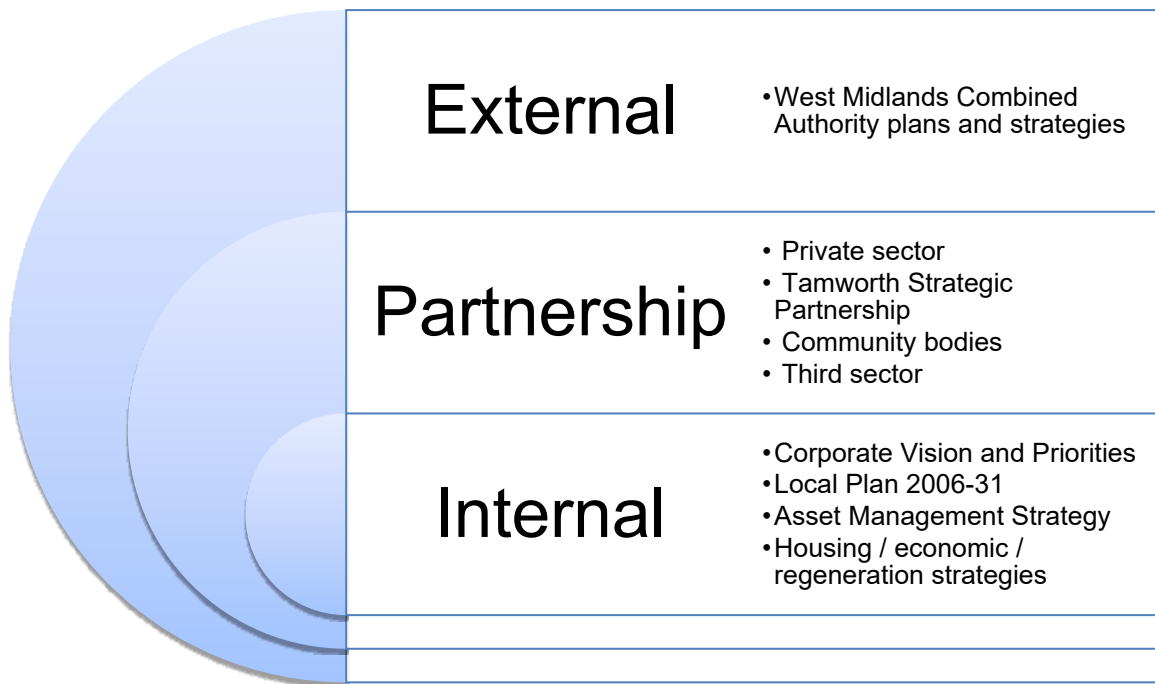 External
•West Midlands Combined
Authority plans and strategies
Partnership
• Private sector
• Tamworth Strategic
Partnership
• Community bodies
• Third sector
Internal
•Corporate Vision and Priorities
•Local Plan 2006-31
•Asset Management Strategy
•Housing / economic /
regeneration strategies